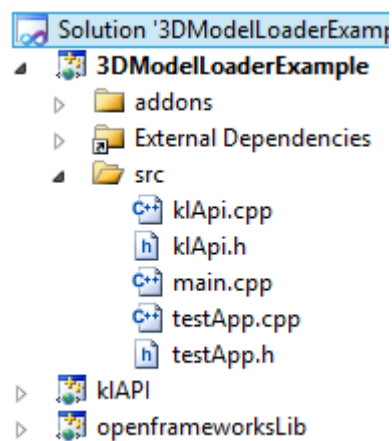 Solution '3DModelLoaderExamp
3DModelLoaderExample
addons
External Dependencies
src
klApi.cpp
klApi.h
main.cpp
testApp.cpp
testApp.h
klAPI
openframeworksLib